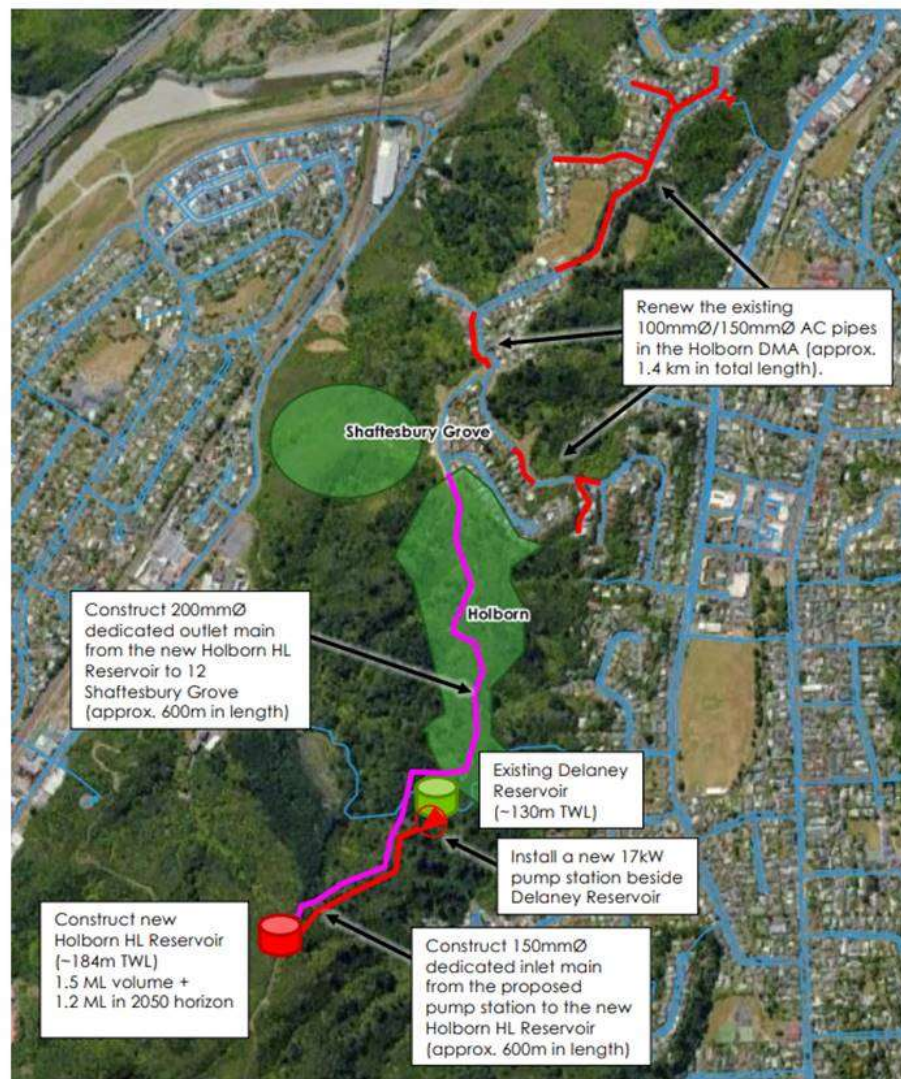 Renew the existing
100mmØ/150mmØ AC pipes
in the Holborn DMA (approx.
1.4 km in total length).
Shaftesbury Grove
Construct 200mmØ
dedicated outlet main
from the new Holborn HL
Reservoir to 12
Shaftesbury Grove
(approx. 600m in length)
Holborn
Existing Delaney
Reservoir
(~130m TWL)
Install a new 17kW
pump station beside
Delaney Reservoir
Construct new
Holborn HL Reservoir
(~184m TWL)
1.5 ML volume +
1.2 ML in 2050 horizon
Construct 150mmØ
dedicated inlet main
from the proposed
pump station to the new
Holborn HL Reservoir
(approx. 600m in length)